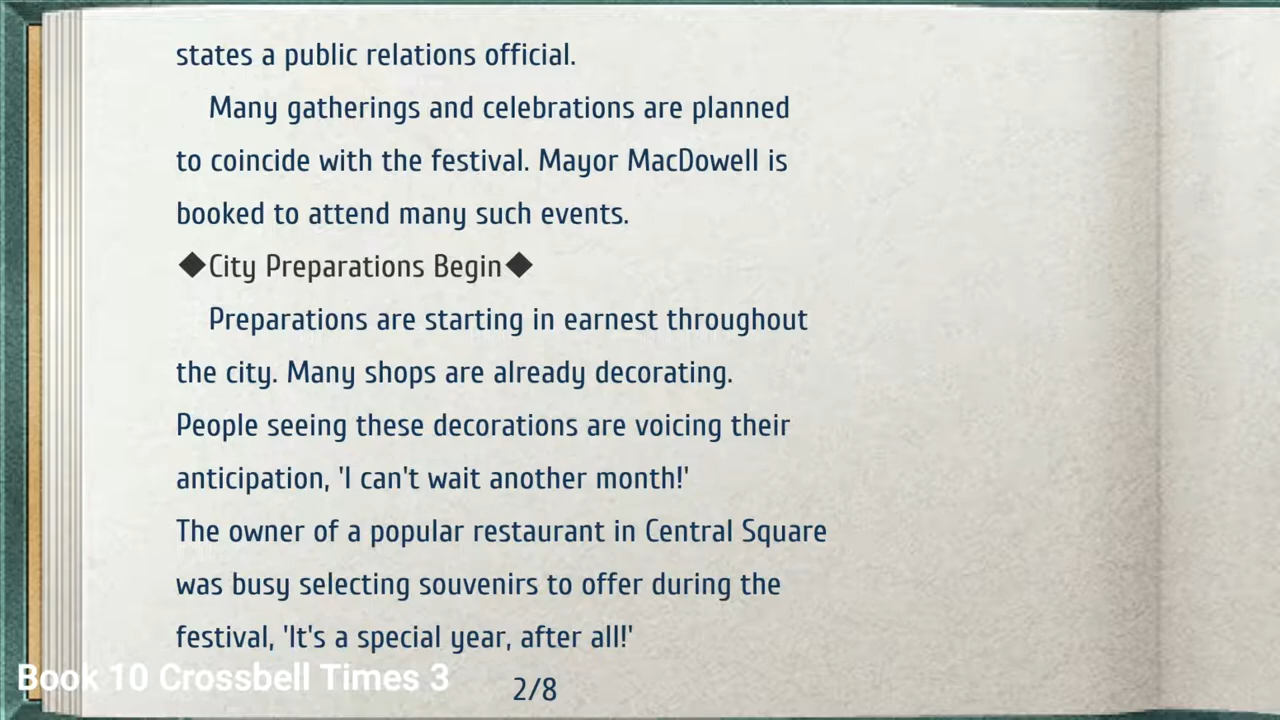 states a public relations official.
Many gatherings and celebrations are planned
to coincide with the festival. Mayor MacDowell is
booked to attend many such events.
◆City Preparations Begin◆
Preparations are starting in earnest throughout
the city. Many shops are already decorating.
People seeing these decorations are voicing their
anticipation, 'I can't wait another month!'
The owner of a popular restaurant in Central Square
was busy selecting souvenirs to offer during the
festival, 'It's a special year, after all!'
Book 10 Crossbell Times 3
2/8